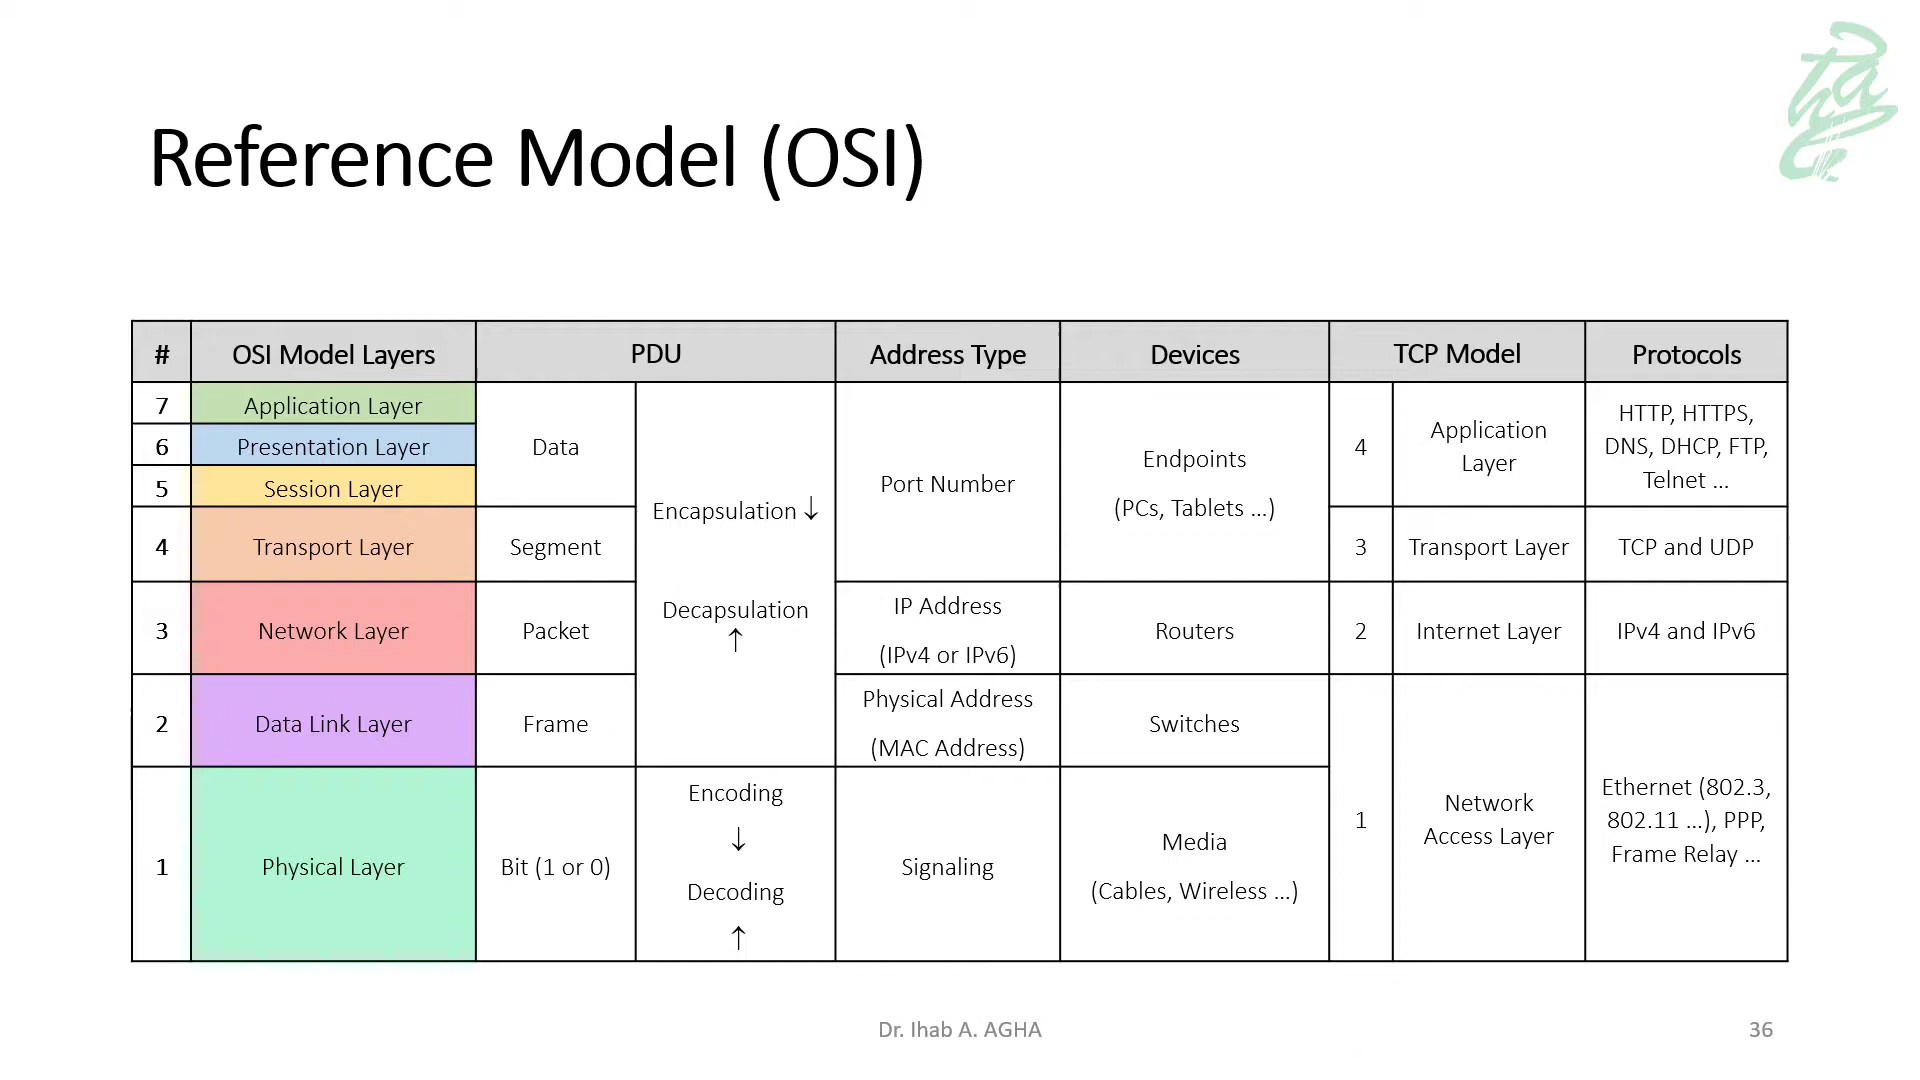 Reference Model (OSI)
# OSI Model Layers PDU Address Type Devices TCP Model Protocols
7 Application Layer
6 Presentation Layer
5 Session Layer
Data
4 Transport Layer Segment
3 Network Layer Packet
2 Data Link Layer Frame
1 Physical Layer Bit (1 or 0)
Encapsulation ↓
Decapsulation
↑
Encoding
↓
Decoding
↑
Port Number
IP Address
(IPv4 or IPv6)
Physical Address
(MAC Address)
Signaling
Endpoints
(PCs, Tablets ...)
Routers
Switches
Media
(Cables, Wireless ...)
4 Application
Layer
HTTP, HTTPS,
DNS, DHCP, FTP,
Telnet ...
3 Transport Layer TCP and UDP
2 Internet Layer IPv4 and IPv6
1 Network
Access Layer
Ethernet (802.3,
802.11 ...), PPP,
Frame Relay ...
Dr. Ihab A. AGHA
36